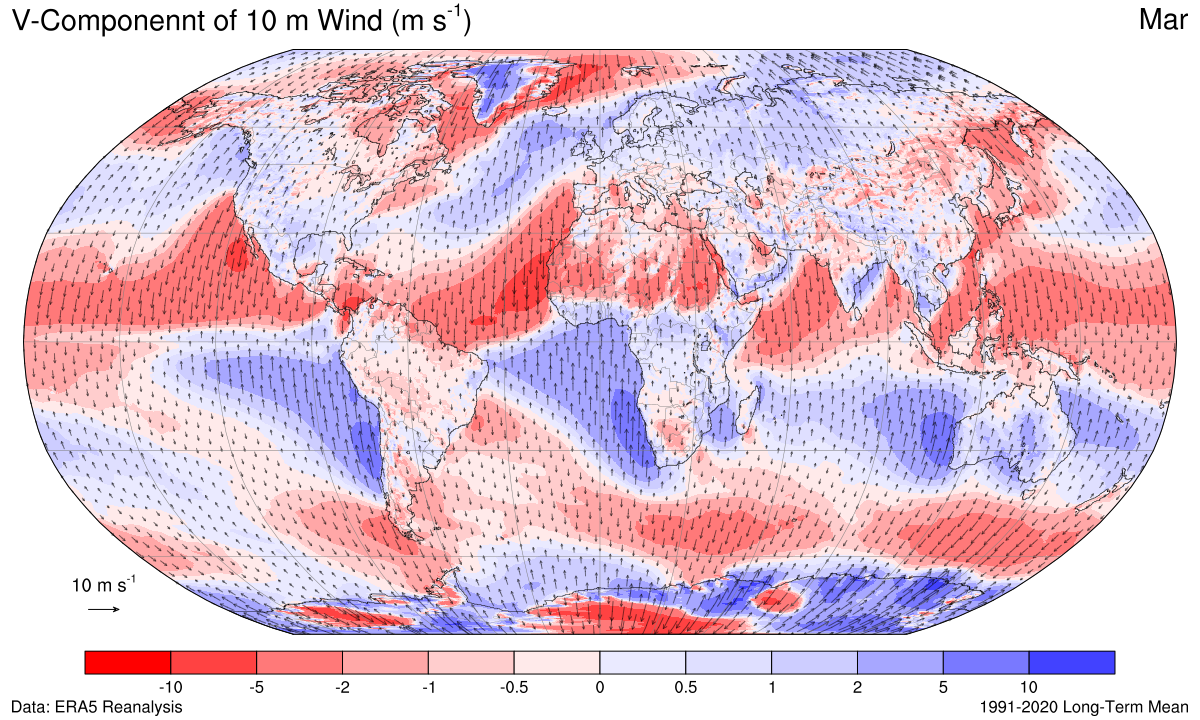 V-Componennt of 10 m Wind (m s-1)
Mar
10 m s-1
-10 -5 -2 -1 -0.5 0 0.5 1 2 5 10
Data: ERA5 Reanalysis
1991-2020 Long-Term Mean